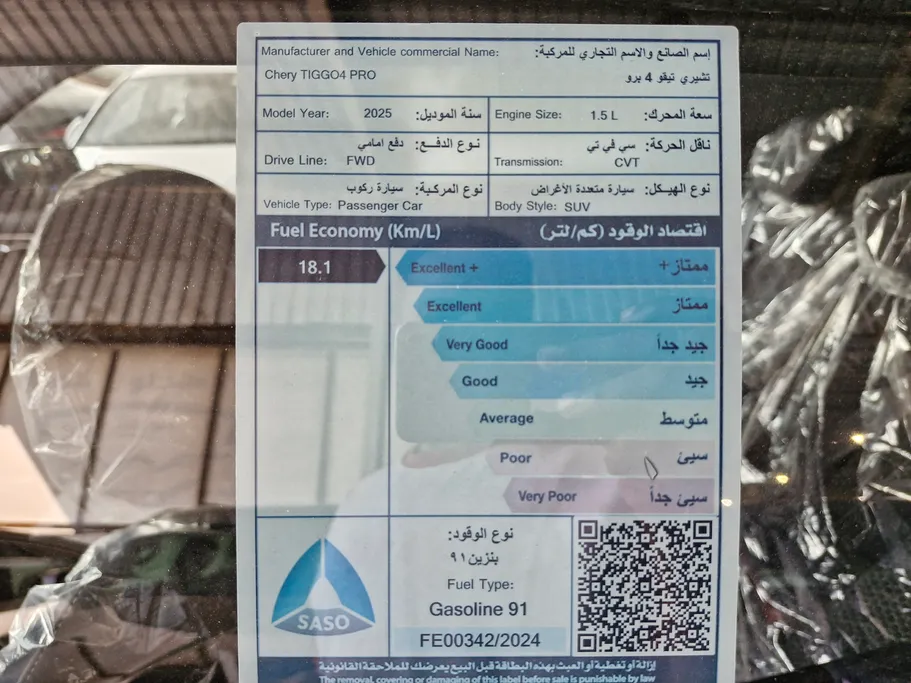 Manufacturer and Vehicle commercial Name: إسم الصانع والاسم التجاري للمركبة:
Chery TIGGO4 PRO تشيري تيقو 4 برو
Model Year: 2025 سنة الموديل:
Engine Size: 1.5 L سعة المحرك:
نوع الدفع: دفع امامي
Drive Line: FWD
ناقل الحركة: سي في تي
Transmission: CVT
نوع المركبة: سيارة ركوب
Vehicle Type: Passenger Car
نوع الهيكل: سيارة متعددة الأغراض
Body Style: SUV
Fuel Economy (Km/L) اقتصاد الوقود (كم/لتر)
18.1
Excellent + ممتاز+
Excellent ممتاز
Very Good جيد جداً
Good جيد
Average متوسط
Poor سيئ
Very Poor سيئ جداً
SASO
نوع الوقود:
بنزين ٩١
Fuel Type:
Gasoline 91
FE00342/2024
إزالة أو تغطية أو العبث بهذه البطاقة قبل البيع يعرضك للملاحقة القانونية
The removal, covering or damaging of this label before sale is punishable by law